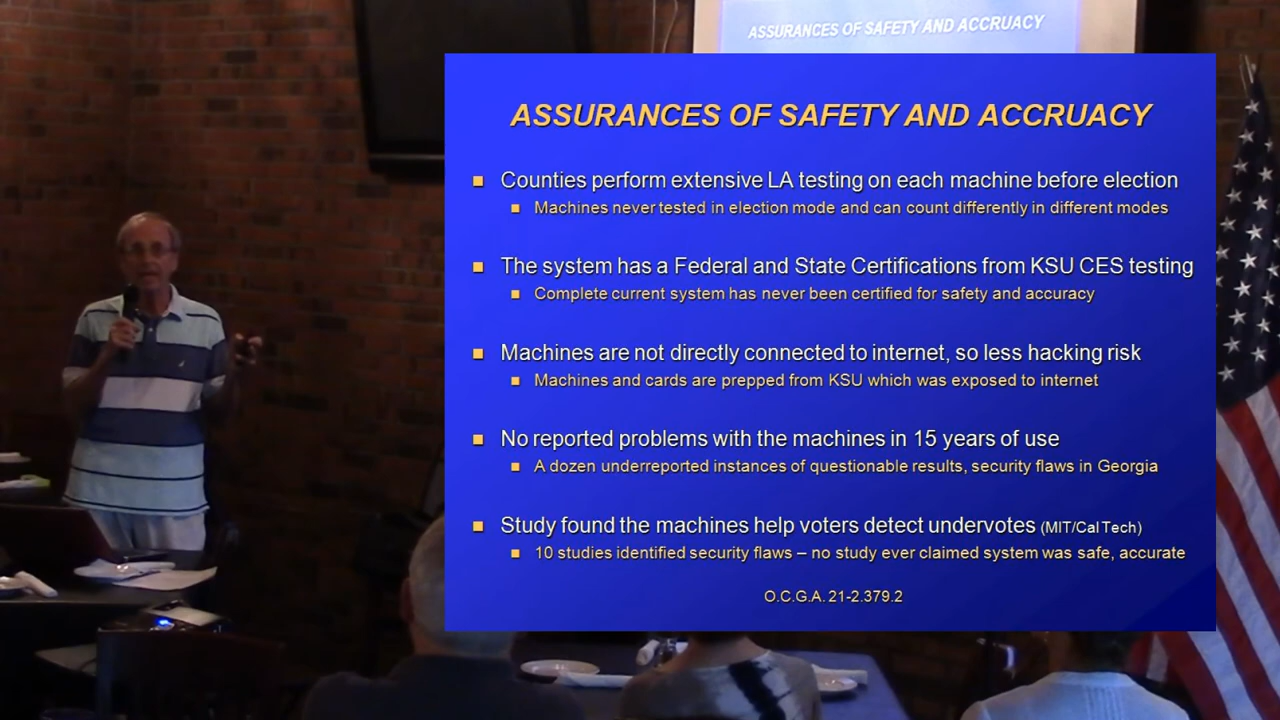 ASSURANCES OF SAFETY AND ACCRUACY
ASSURANCES OF SAFETY AND ACCRUACY
Counties perform extensive LA testing on each machine before election
Machines never tested in election mode and can count differently in different modes
The system has a Federal and State Certifications from KSU CES testing
Complete current system has never been certified for safety and accuracy
Machines are not directly connected to internet, so less hacking risk
Machines and cards are prepped from KSU which was exposed to internet
No reported problems with the machines in 15 years of use
A dozen underreported instances of questionable results, security flaws in Georgia
Study found the machines help voters detect undervotes (MIT/Cal Tech)
10 studies identified security flaws – no study ever claimed system was safe, accurate
O.C.G.A. 21-2.379.2